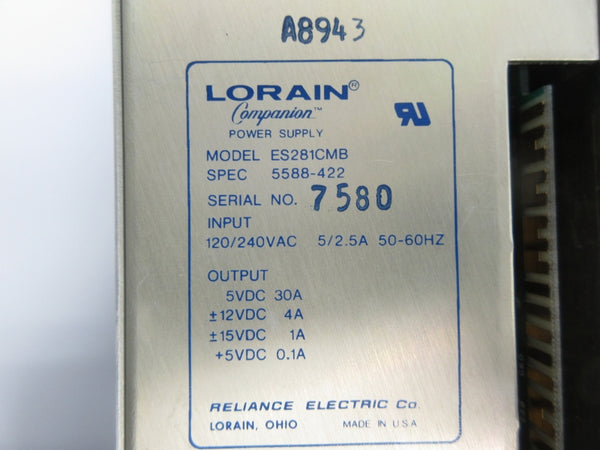 A8943
LORAIN®
Companion™
POWER SUPPLY
MODEL ES281CMB
SPEC 5588-422
SERIAL NO. 7580
INPUT
120/240VAC 5/2.5A 50-60HZ
OUTPUT
5VDC 30A
±12VDC 4A
±15VDC 1A
+5VDC 0.1A
RELIANCE ELECTRIC Co.
LORAIN, OHIO MADE IN U.S.A